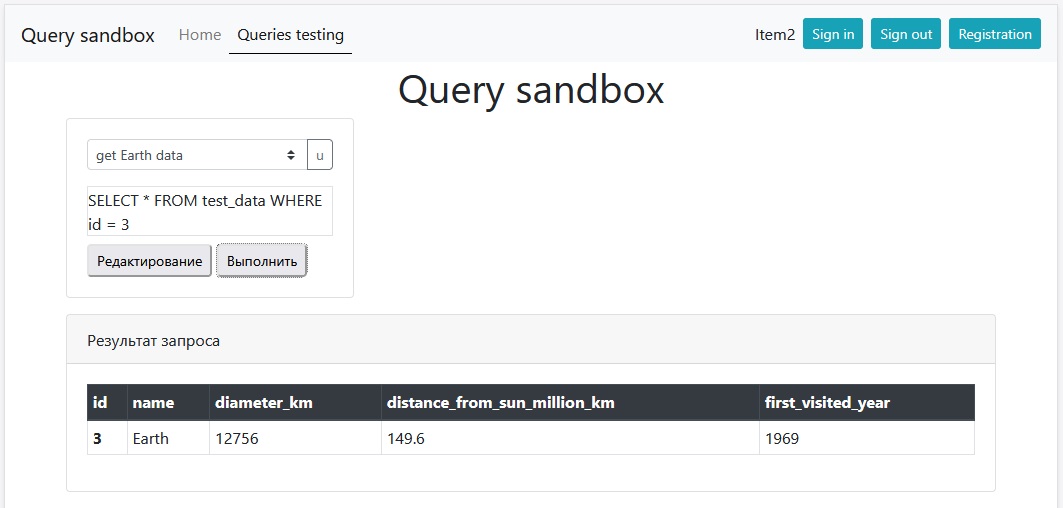 Query sandbox Home Queries testing Item2 Sign in Sign out Registration
Query sandbox
get Earth data u
SELECT * FROM test_data WHERE
id = 3
Редактирование Выполнить
Результат запроса
id name diameter_km distance_from_sun_million_km first_visited_year
3 Earth 12756 149.6 1969